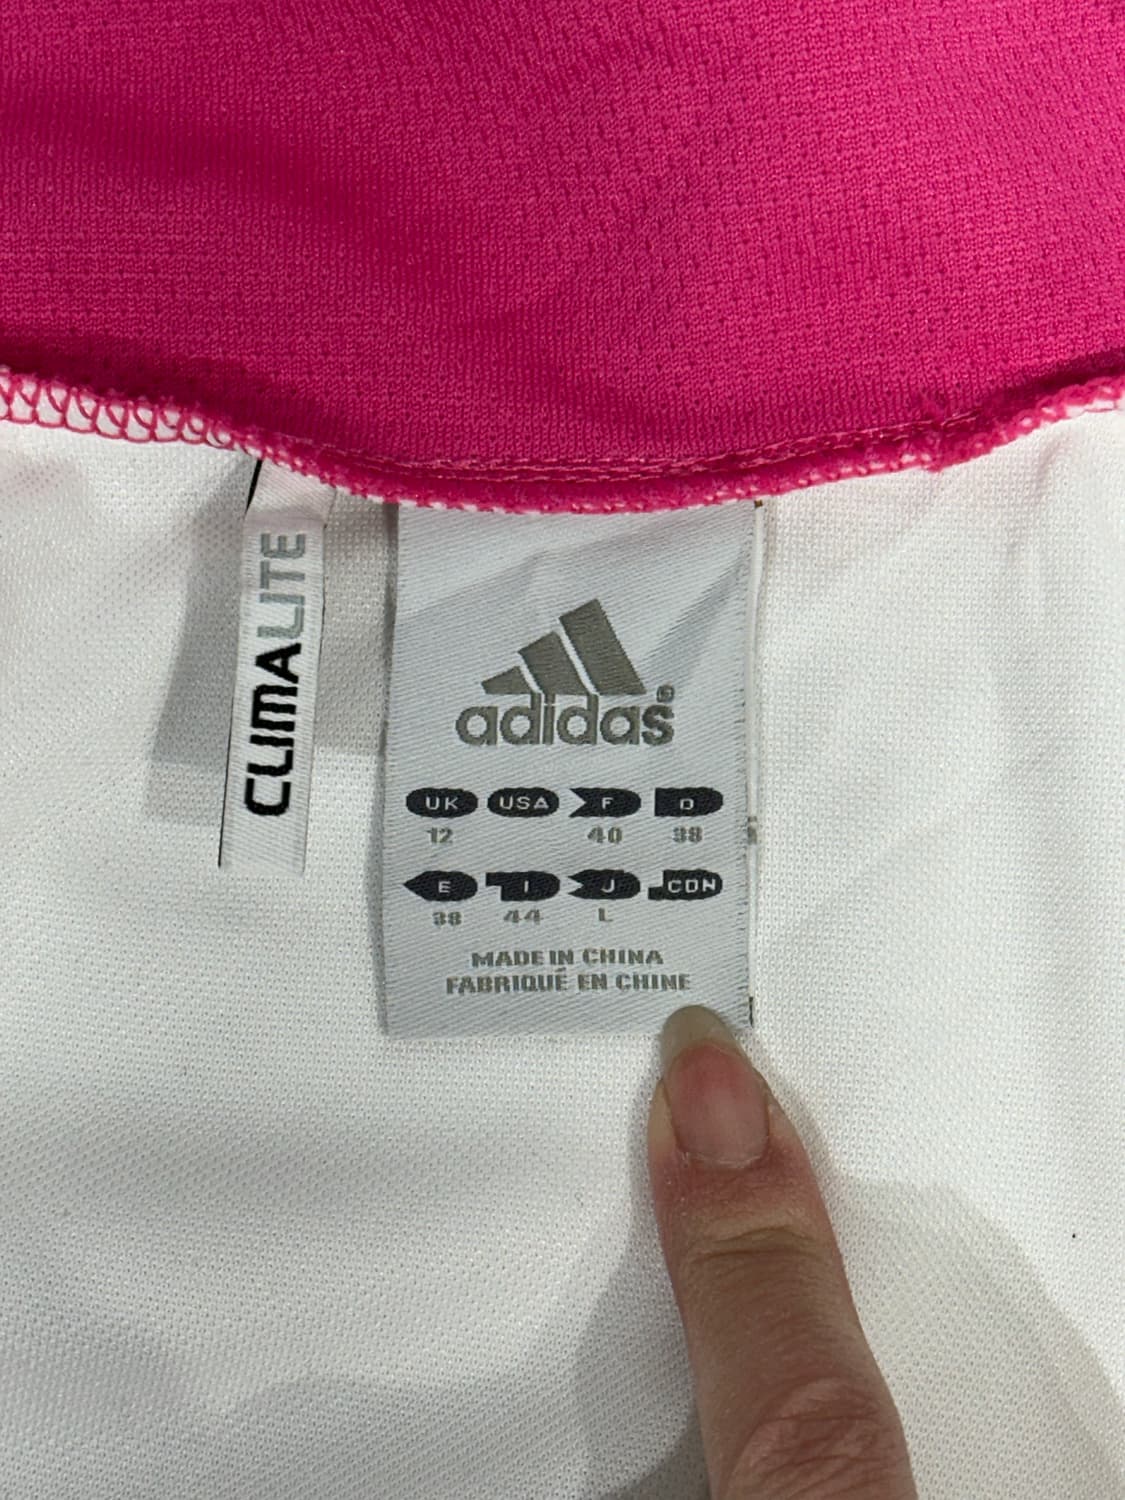 CLIMALITE
adidas®
UK USA F D
12 40 38
E I J CDN
38 44 L
MADE IN CHINA
FABRIQUÉ EN CHINE